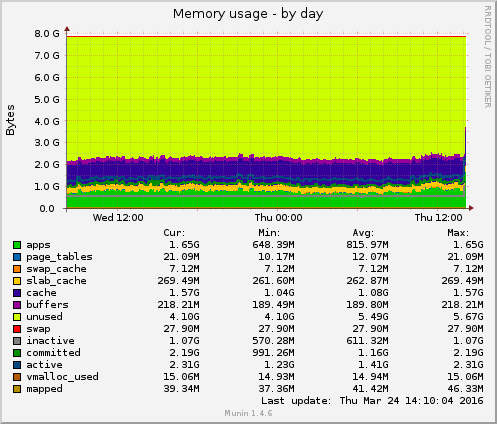 Memory usage - by day
RRDTOOL / TOBI OETIKER
Bytes
8.0 G
7.0 G
6.0 G
5.0 G
4.0 G
3.0 G
2.0 G
1.0 G
0.0
Wed 12:00 Thu 00:00 Thu 12:00
Cur: Min: Avg: Max:
apps 1.65G 648.39M 815.97M 1.65G
page_tables 21.09M 10.17M 12.07M 21.09M
swap_cache 7.12M 7.12M 7.12M 7.12M
slab_cache 269.49M 261.60M 262.87M 269.49M
cache 1.57G 1.04G 1.08G 1.57G
buffers 218.21M 189.49M 189.80M 218.21M
unused 4.10G 4.10G 5.49G 5.67G
swap 27.90M 27.90M 27.90M 27.90M
inactive 1.07G 570.28M 611.32M 1.07G
committed 2.19G 991.26M 1.16G 2.19G
active 2.31G 1.23G 1.41G 2.31G
vmalloc_used 15.06M 14.93M 14.94M 15.06M
mapped 39.34M 37.36M 41.42M 46.33M
Last update: Thu Mar 24 14:10:04 2016
Munin 1.4.6